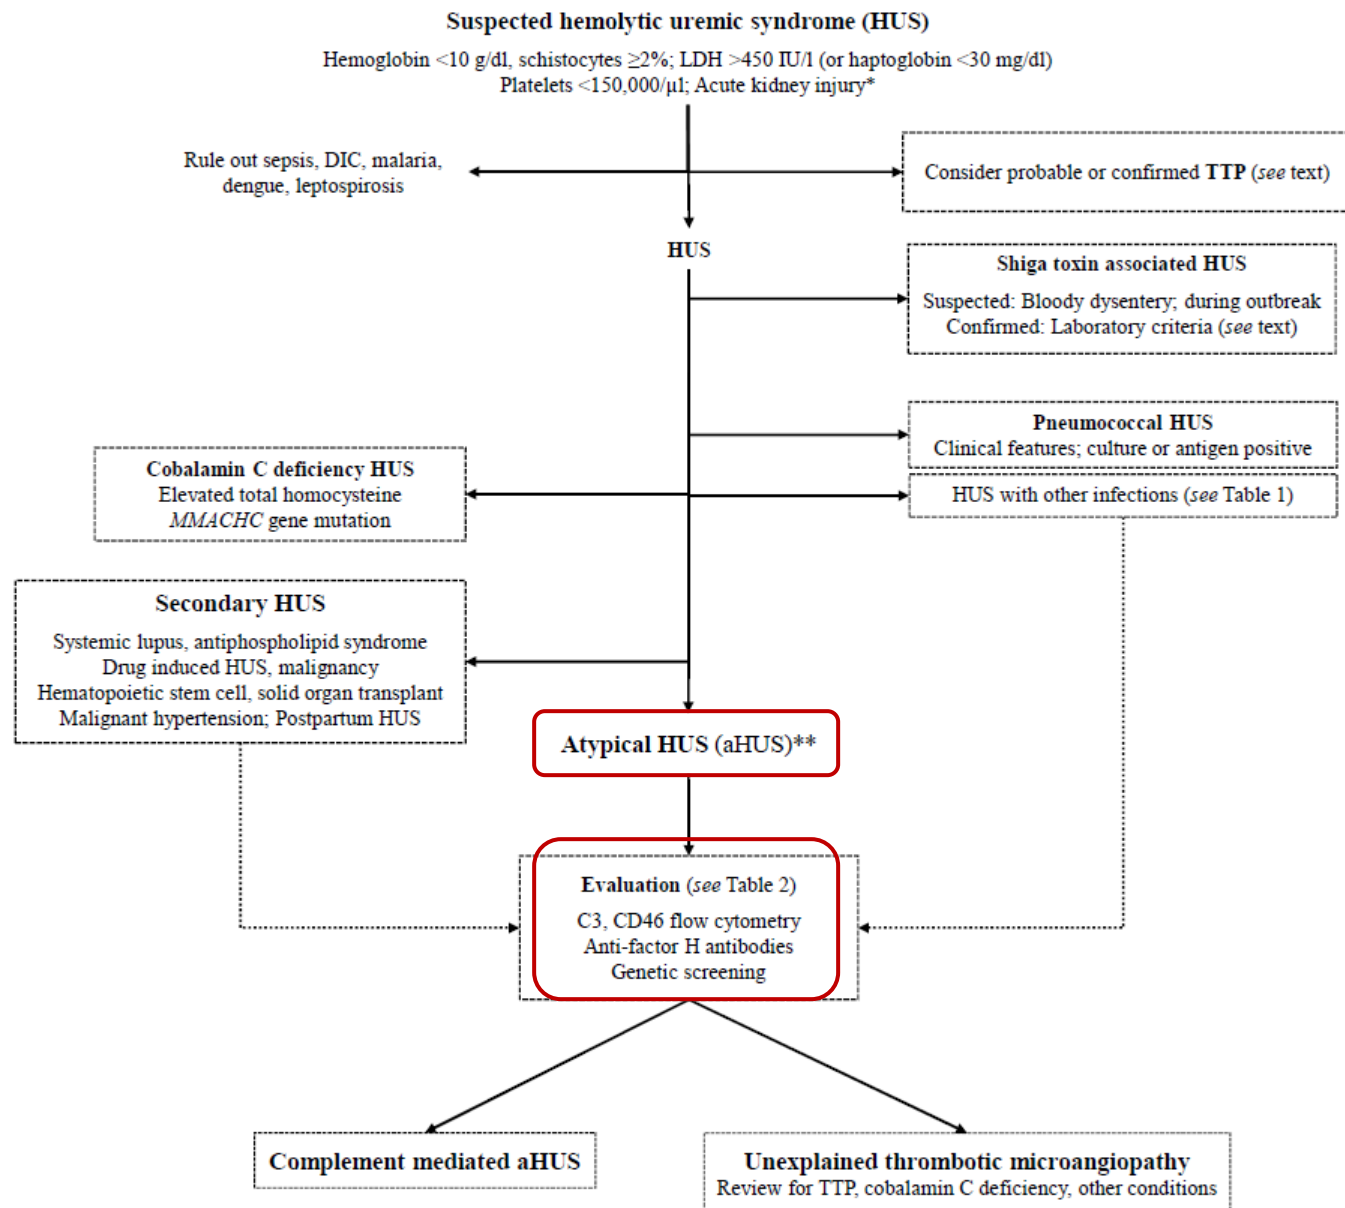 Suspected hemolytic uremic syndrome (HUS)
Hemoglobin <10 g/dl, schistocytes ≥2%; LDH >450 IU/l (or haptoglobin <30 mg/dl)
Platelets <150,000/µl; Acute kidney injury*
Rule out sepsis, DIC, malaria,
dengue, leptospirosis
Consider probable or confirmed TTP (see text)
HUS
Shiga toxin associated HUS
Suspected: Bloody dysentery; during outbreak
Confirmed: Laboratory criteria (see text)
Pneumococcal HUS
Clinical features; culture or antigen positive
Cobalamin C deficiency HUS
Elevated total homocysteine
MMACHC gene mutation
HUS with other infections (see Table 1)
Secondary HUS
Systemic lupus, antiphospholipid syndrome
Drug induced HUS, malignancy
Hematopoietic stem cell, solid organ transplant
Malignant hypertension; Postpartum HUS
Atypical HUS (aHUS)**
Evaluation (see Table 2)
C3, CD46 flow cytometry
Anti-factor H antibodies
Genetic screening
Complement mediated aHUS
Unexplained thrombotic microangiopathy
Review for TTP, cobalamin C deficiency, other conditions